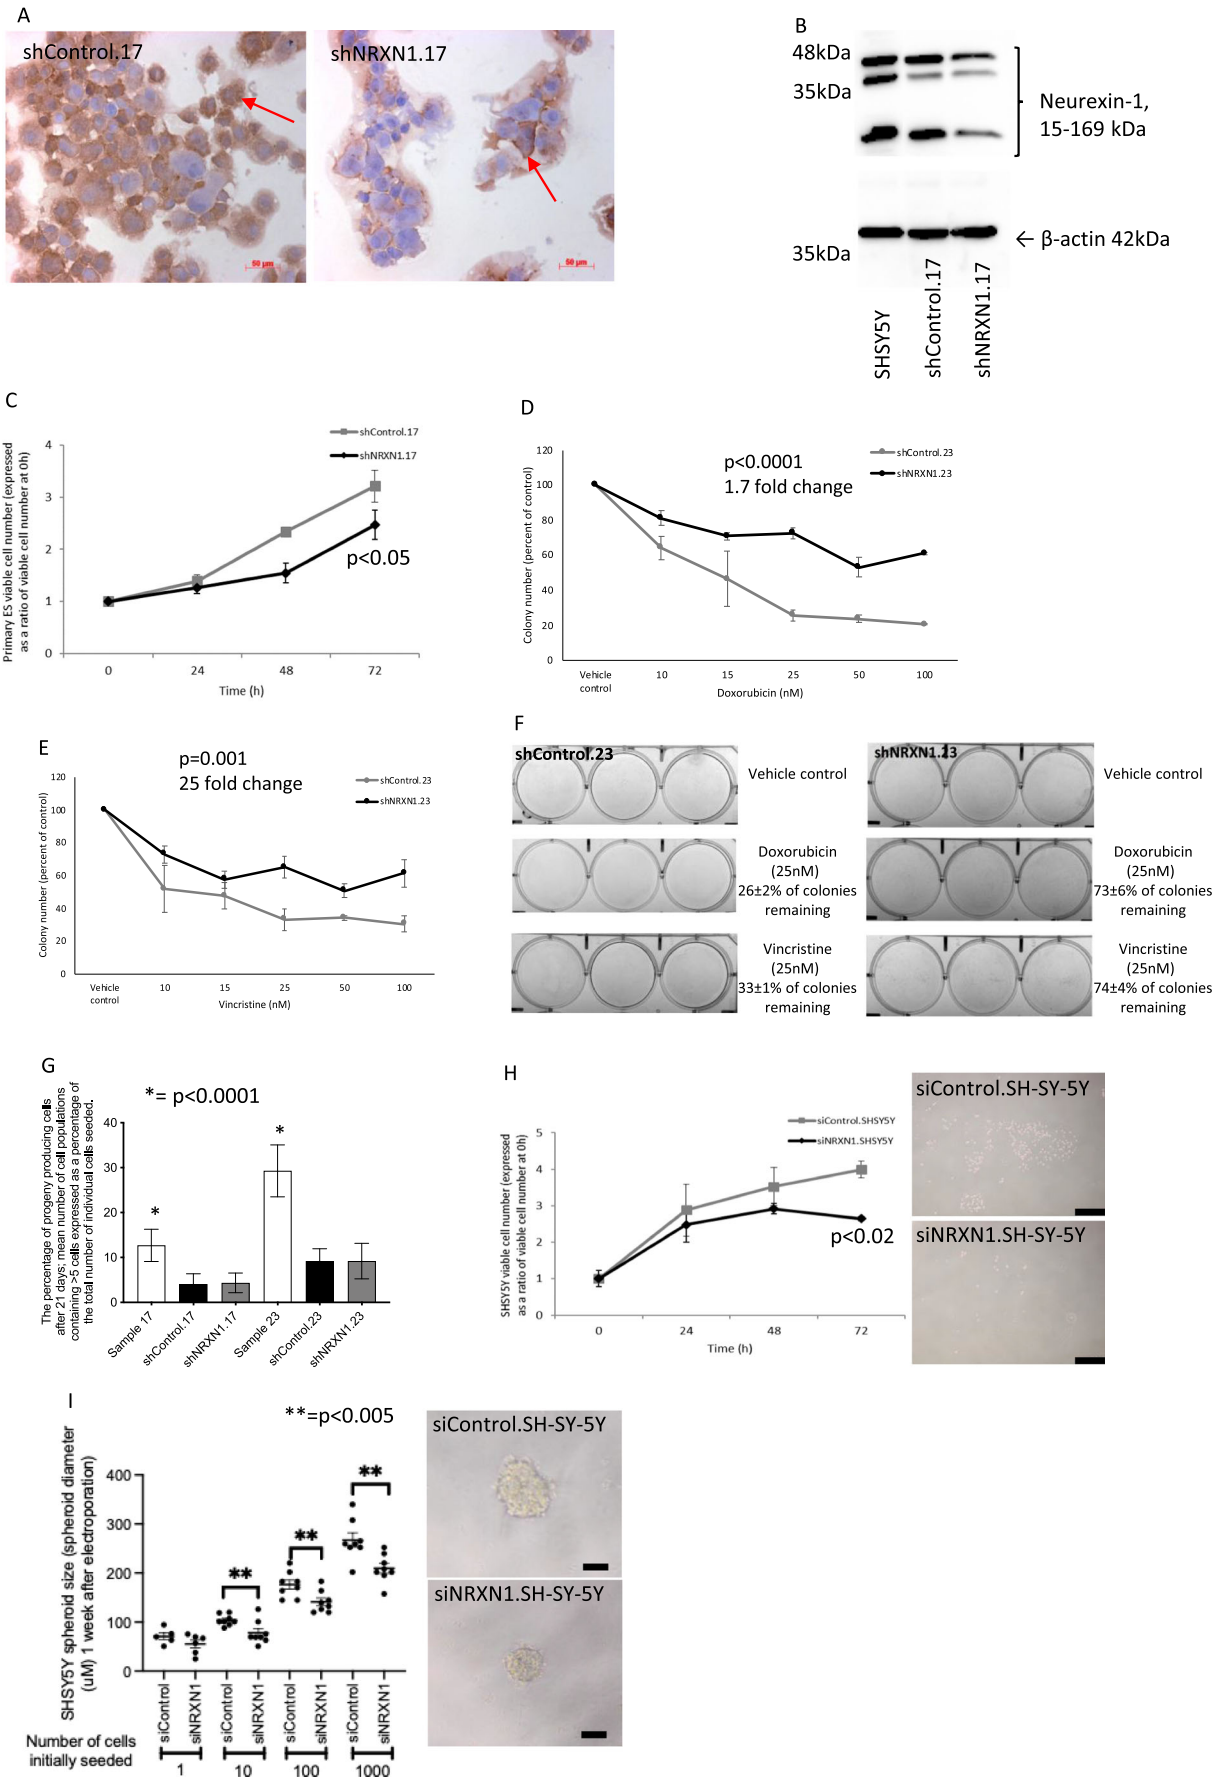 A
shControl.17
shNRXN1.17
50 µm
50 µm
B
48kDa
35kDa
Neurexin-1,
15-169 kDa
35kDa
← β-actin 42kDa
SHSY5Y
shControl.17
shNRXN1.17
C
Primary ES viable cell number (expressed
as a ratio of viable cell number at 0h)
4
3
2
1
0
shControl.17
shNRXN1.17
p<0.05
0
24
48
72
Time (h)
D
Colony number (percent of control)
120
100
80
60
40
20
0
p<0.0001
1.7 fold change
shControl.23
shNRXN1.23
Vehicle
control
10
15
25
50
100
Doxorubicin (nM)
E
p=0.001
25 fold change
Colony number (percent of control)
120
100
80
60
40
20
0
shControl.23
shNRXN1.23
Vehicle
control
10
15
25
50
100
Vincristine (nM)
F
shControl.23
Vehicle control
Doxorubicin
(25nM)
26±2% of colonies
remaining
Vincristine
(25nM)
33±1% of colonies
remaining
shNRXN1.23
Vehicle control
Doxorubicin
(25nM)
73±6% of colonies
remaining
Vincristine
(25nM)
74±4% of colonies
remaining
G
*= p<0.0001
The percentage of progeny producing cells
after 21 days; mean number of cell populations
containing >5 cells expressed as a percentage of
the total number of individual cells seeded.
40
30
20
10
0
*
*
Sample 17
shControl.17
shNRXN1.17
Sample 23
shControl.23
shNRXN1.23
H
SHSY5Y viable cell number (expressed
as a ratio of viable cell number at 0h)
5
4
3
2
1
0
siControl.SHSY5Y
siNRXN1.SHSY5Y
p<0.02
0
24
48
72
Time (h)
siControl.SH-SY-5Y
siNRXN1.SH-SY-5Y
I
**=p<0.005
SHSY5Y spheroid size (spheroid diameter
(uM) 1 week after electroporation)
400
300
200
100
0
**
**
**
siControl
siNRXN1
siControl
siNRXN1
siControl
siNRXN1
siControl
siNRXN1
Number of cells
initially seeded
1
10
100
1000
siControl.SH-SY-5Y
siNRXN1.SH-SY-5Y